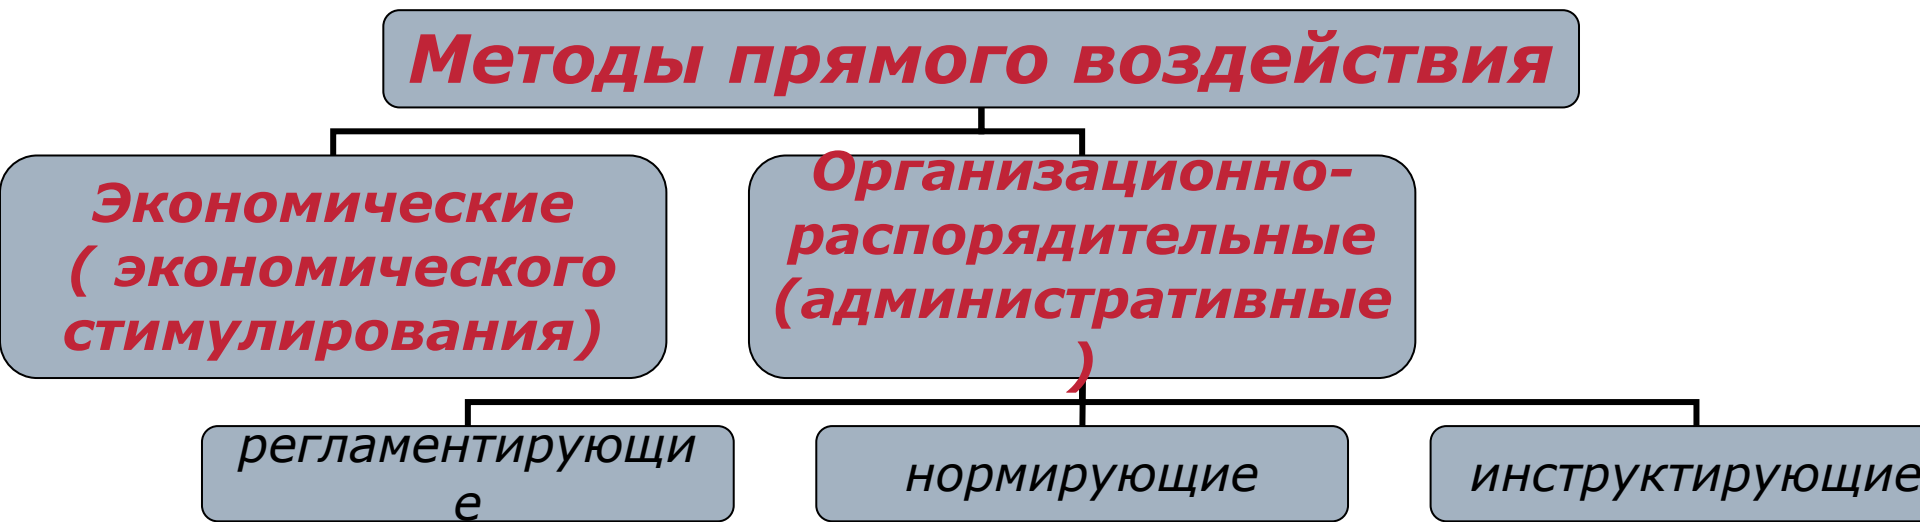 Методы прямого воздействия
Экономические
( экономического
стимулирования)
Организационно-
распорядительные
(административные
)
регламентирующи
е
нормирующие
инструктирующие